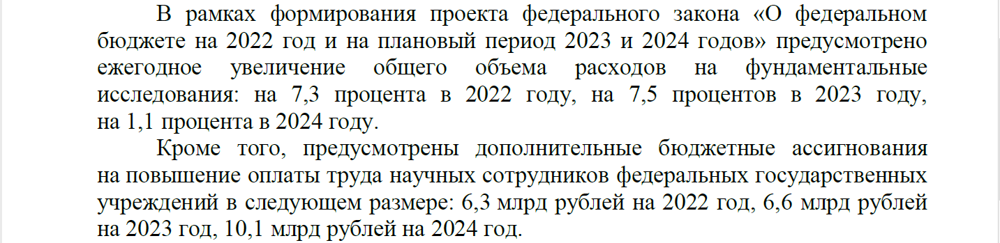 В рамках формирования проекта федерального закона «О федеральном
бюджете на 2022 год и на плановый период 2023 и 2024 годов» предусмотрено
ежегодное увеличение общего объема расходов на фундаментальные
исследования: на 7,3 процента в 2022 году, на 7,5 процентов в 2023 году,
на 1,1 процента в 2024 году.
Кроме того, предусмотрены дополнительные бюджетные ассигнования
на повышение оплаты труда научных сотрудников федеральных государственных
учреждений в следующем размере: 6,3 млрд рублей на 2022 год, 6,6 млрд рублей
на 2023 год, 10,1 млрд рублей на 2024 год.